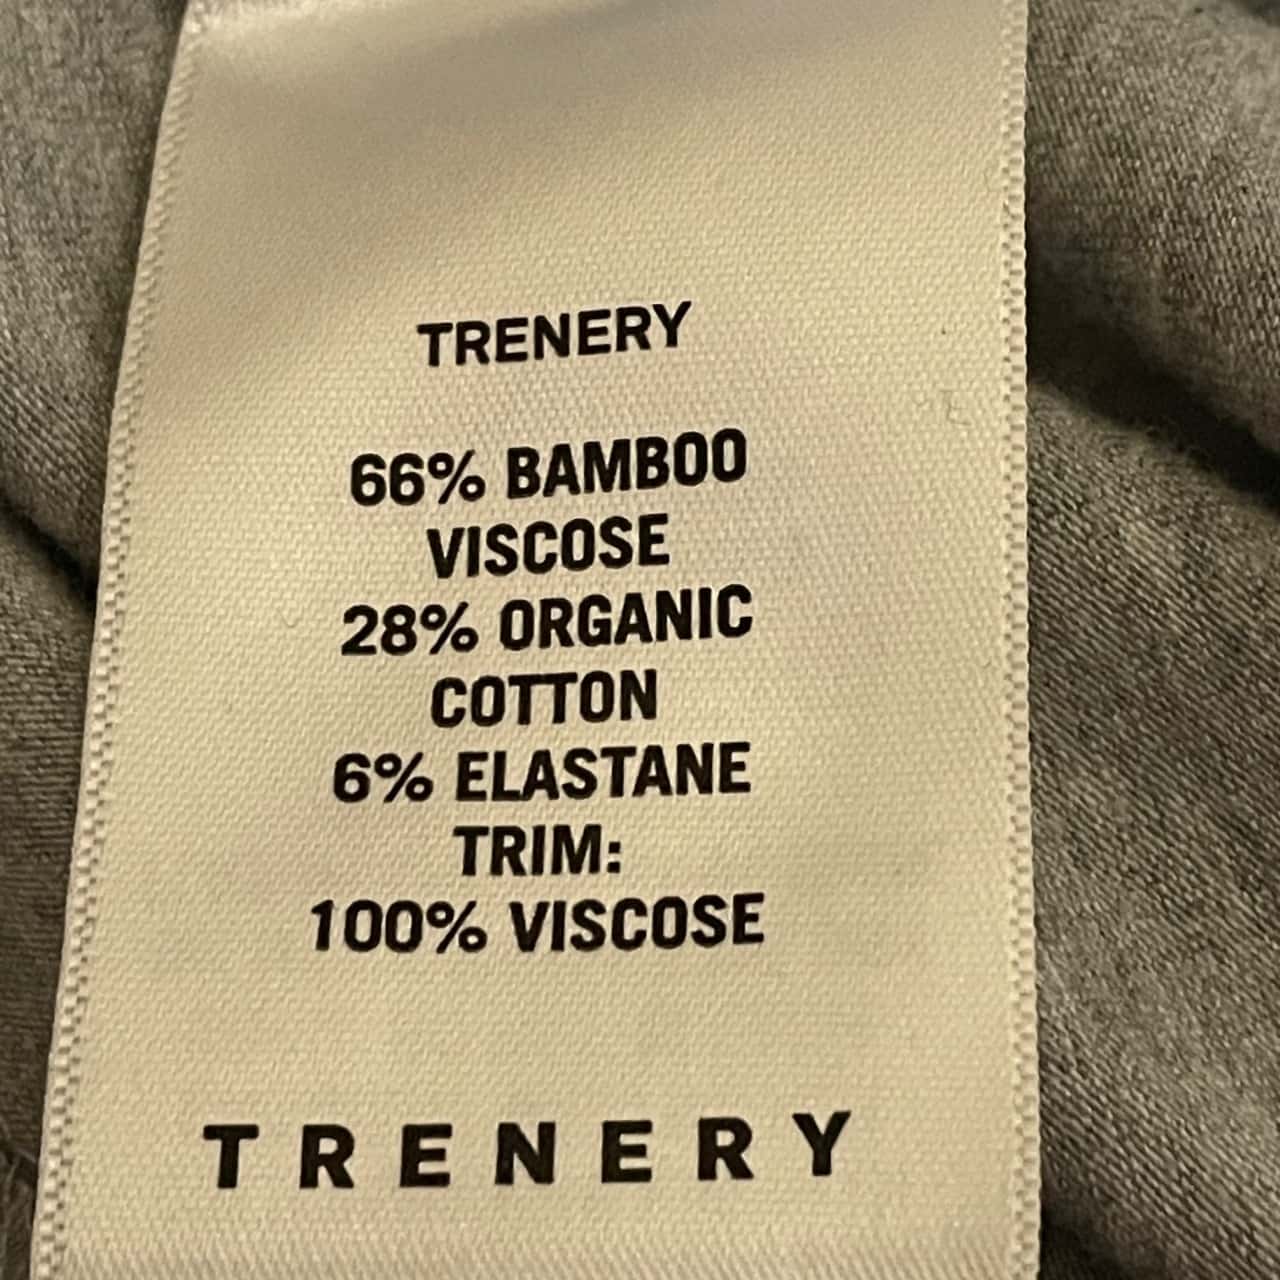 TRENERY
66% BAMBOO
VISCOSE
28% ORGANIC
COTTON
6% ELASTANE
TRIM:
100% VISCOSE
TRENERY